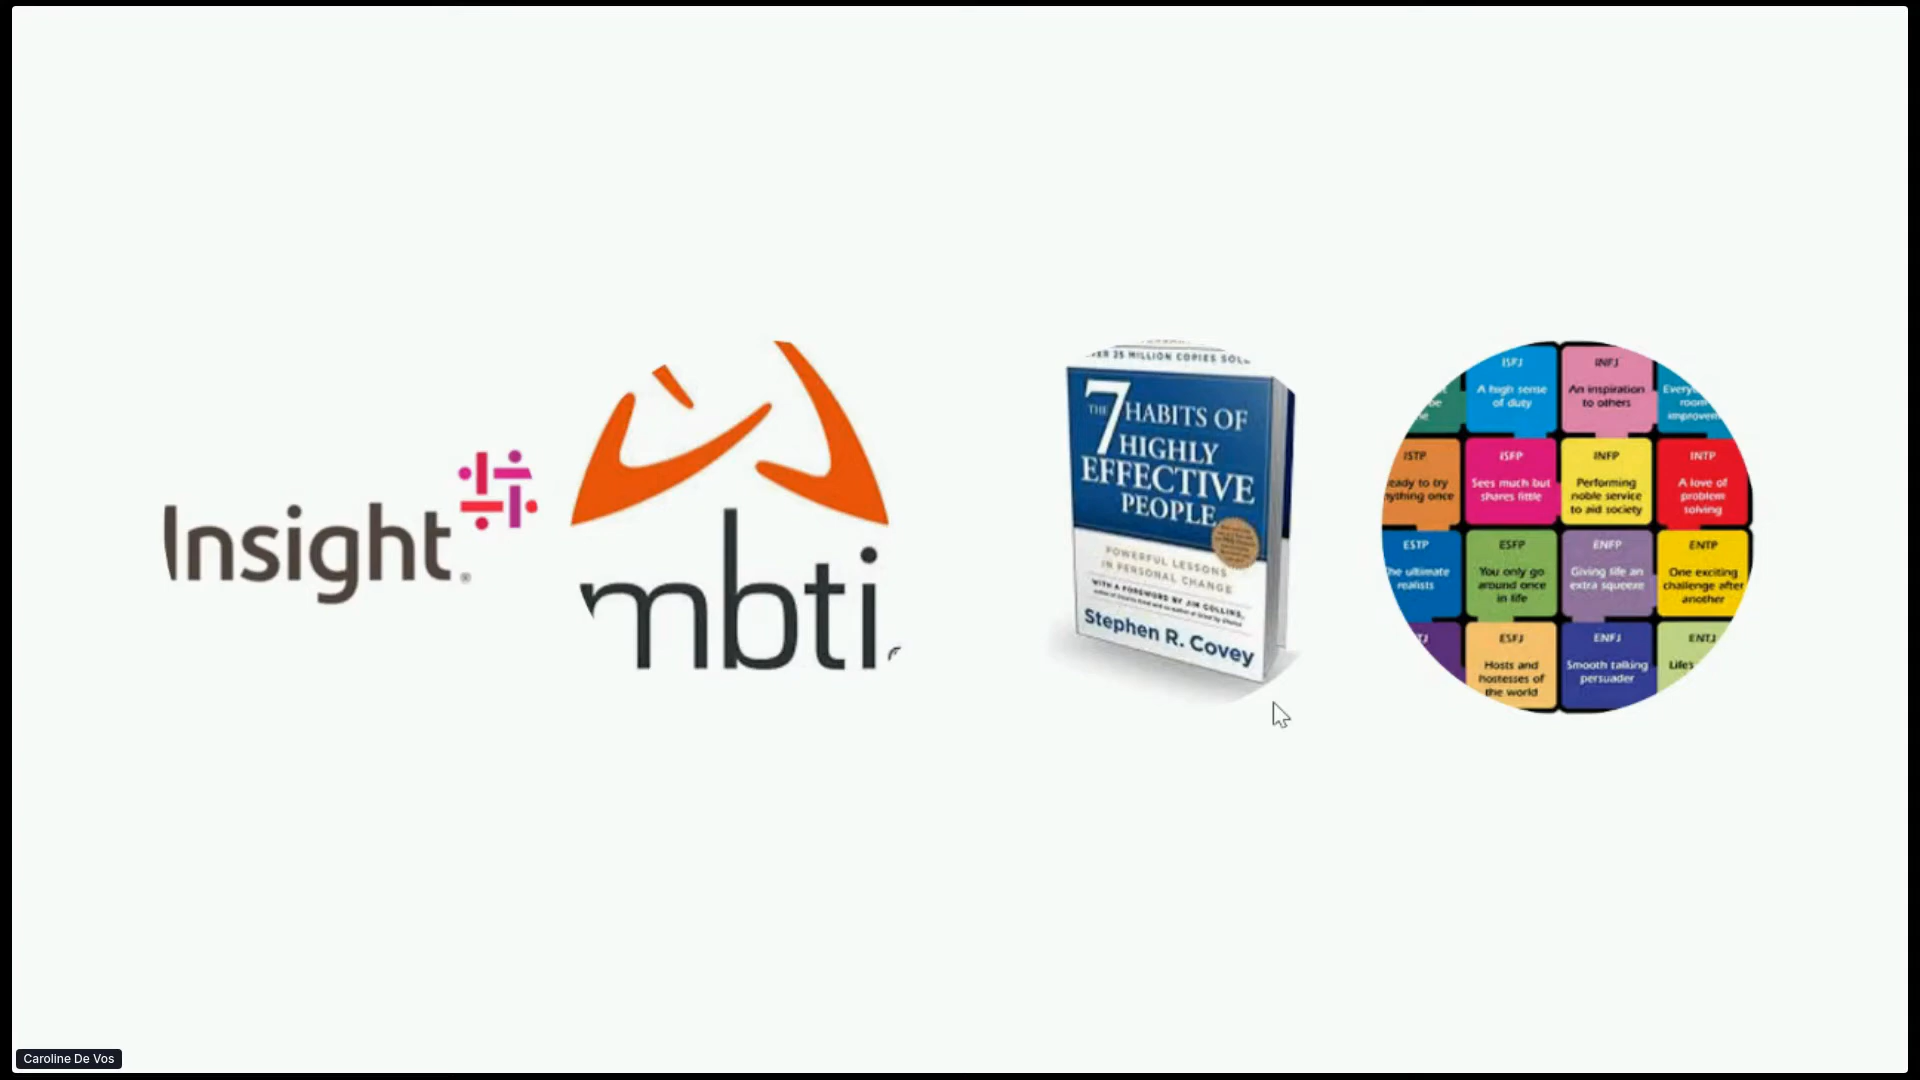 Insight
mbti
25 MILLION COPIES
THE 7 HABITS OF
HIGHLY
EFFECTIVE
PEOPLE
POWERFUL LESSONS
IN PERSONAL CHANGE
WITH A FOREWORD BY JIM COLLINS,
Stephen R. Covey
ISFJ
A high sense
of duty
INFJ
An inspiration
to others
ISTP
ISFP
Sees much but
shares little
INFP
Performing
noble service
to aid society
INTP
A love of
problem
solving
ESTP
ultimate
realists
ESFP
You only go
around once
in life
ENFP
Giving life an
extra squeeze
ENTP
One exciting
challenge after
another
ESFJ
Hosts and
hostesses of
the world
ENFJ
Smooth talking
persuader
ENTJ
Caroline De Vos